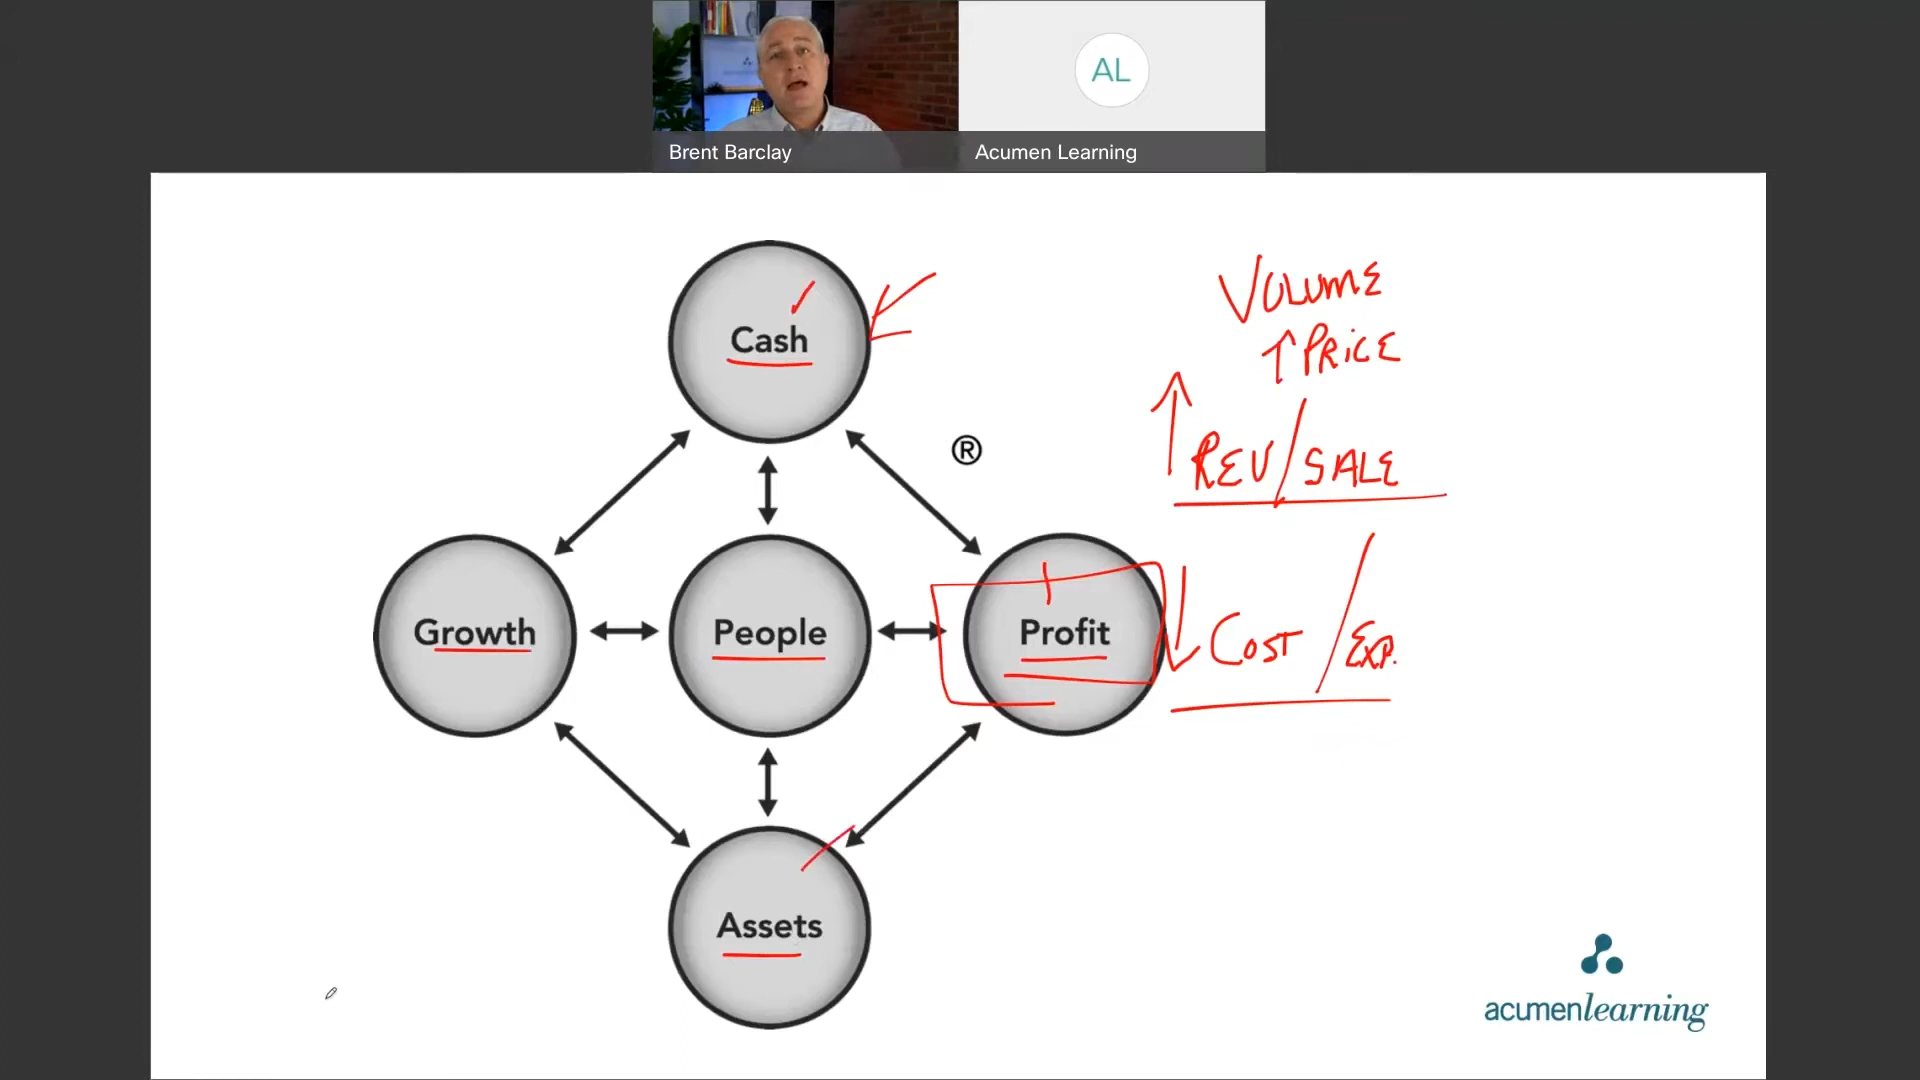 AL
Brent Barclay
Acumen Learning
Cash
®
VOLUME
↑ PRICE
↑ REV/SALE
Growth
People
Profit
↓ COST / EXP.
Assets
acumenlearning